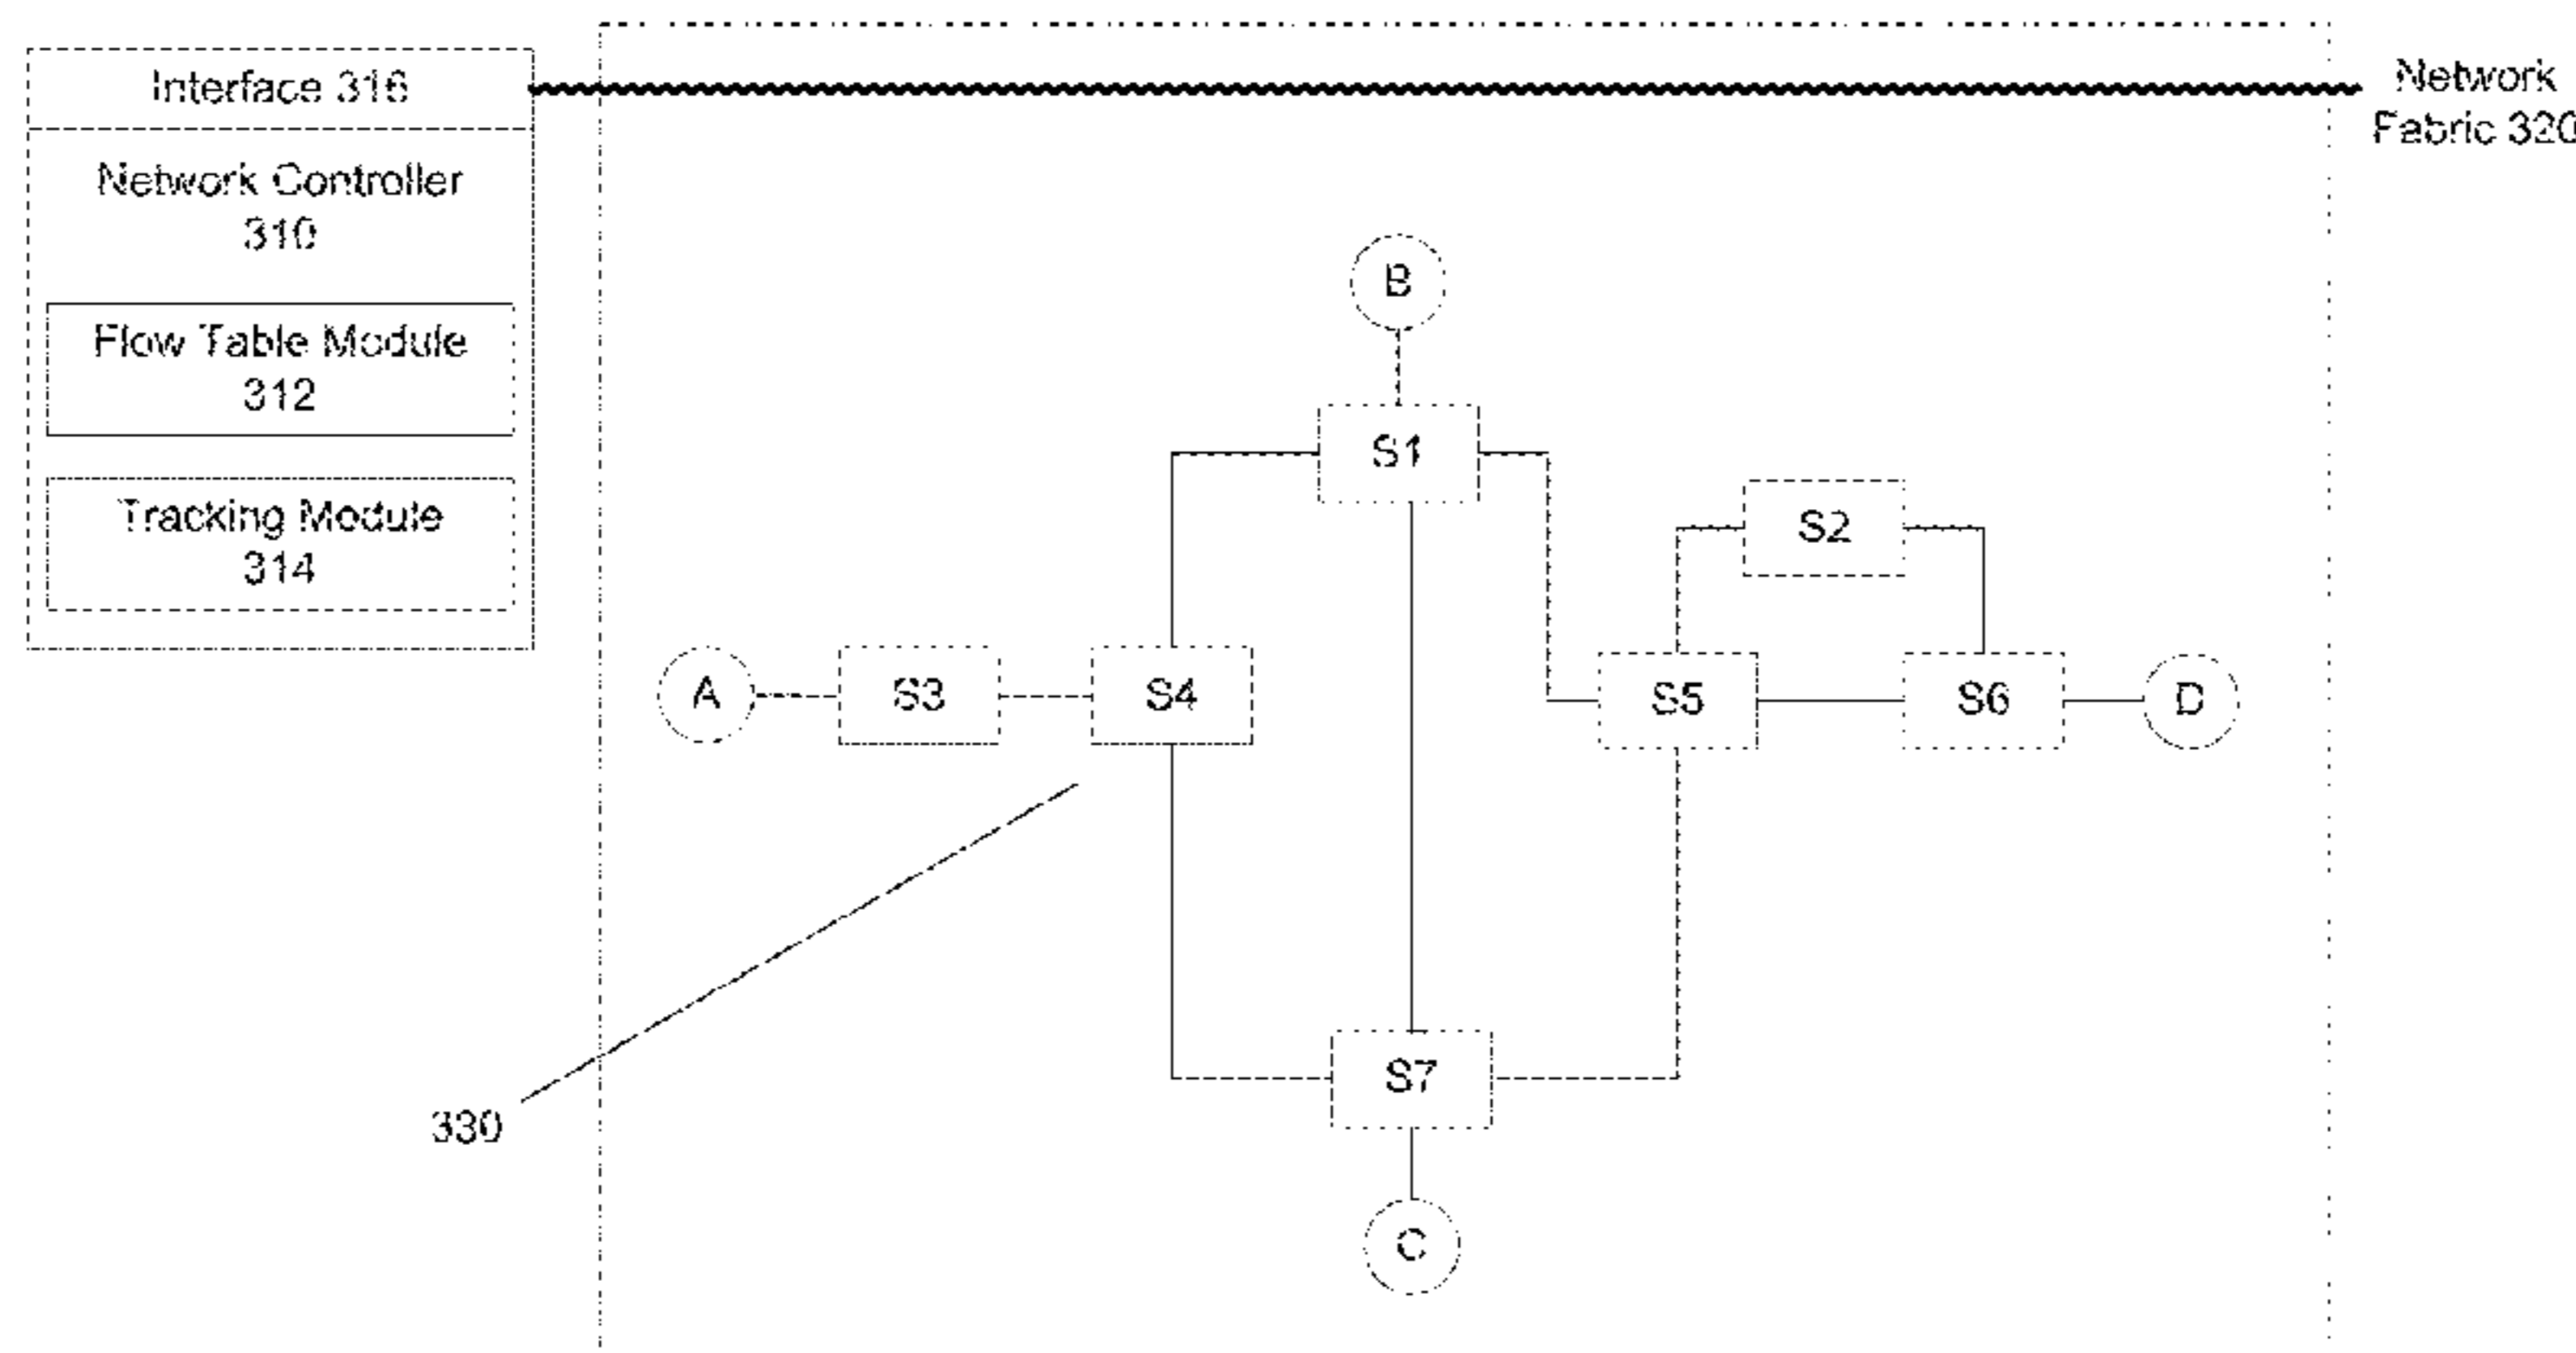 Interface 316
Network Controller
310
Flow Table Module
312
Tracking Module
314
Network
Fabric 320
B
S1
S2
A
S3
S4
S5
S6
D
S7
330
C